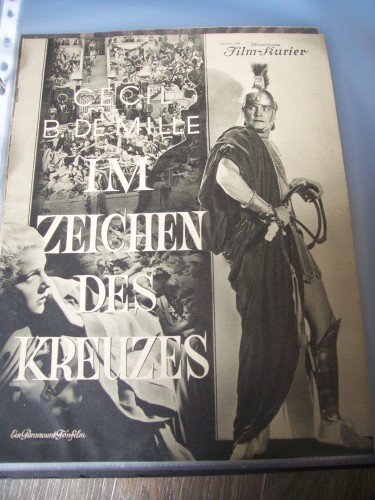 Illustrierter
Film-Kurier
CECIL
B. DE MILLE
IM
ZEICHEN
DES
KREUZES
Ein Paramount-Tonfilm